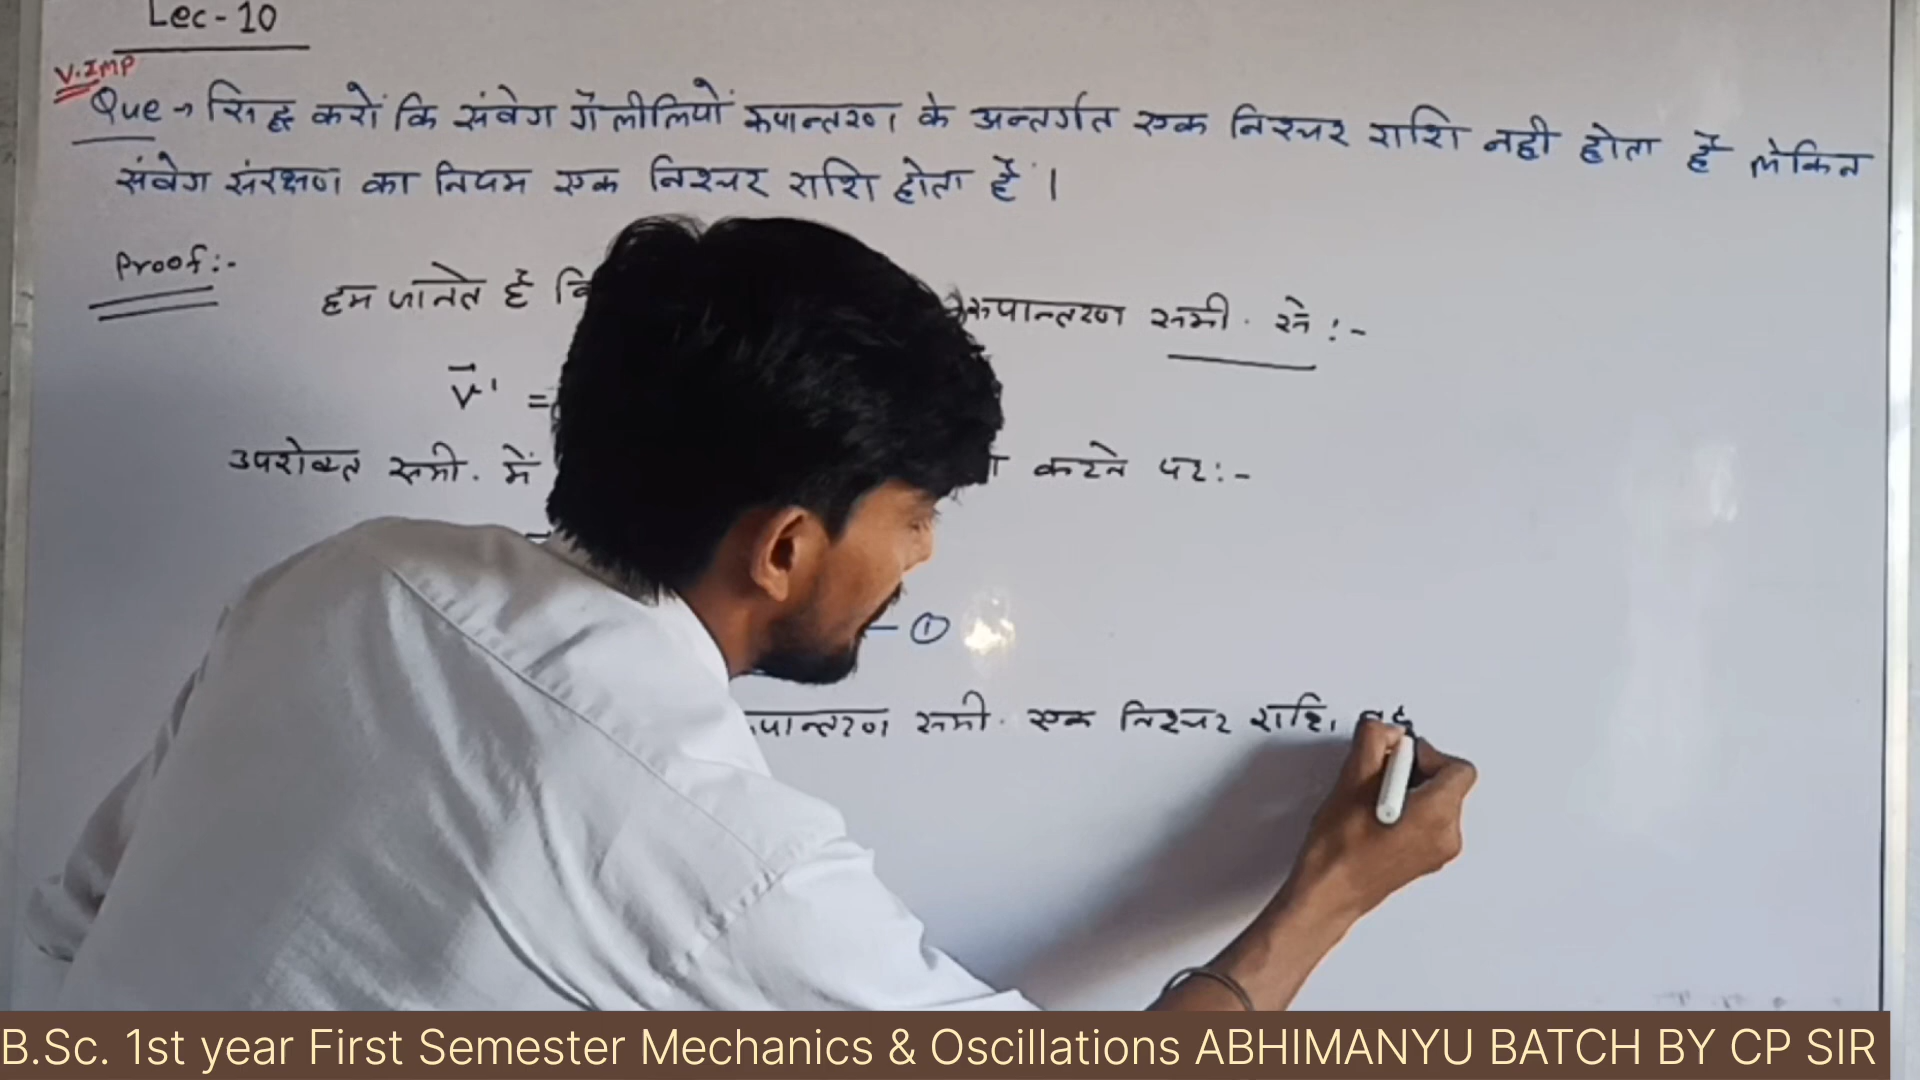 Lec-10
V.IMP
Que → सिद्ध करों कि संवेग गैलीलियों रूपान्तरण के अन्तर्गत एक निश्चर राशि नही होता हैं लेकिन
संवेग संरक्षण का नियम एक निश्चर राशि होता हैं ।
Proof:-
हम जानते हैं रूपान्तरण समी. से:-
v⃗' =
उपरोक्त समी. में करने पर:-
①
समी. एक निश्चर राशि
B.Sc. 1st year First Semester Mechanics & Oscillations ABHIMANYU BATCH BY CP SIR